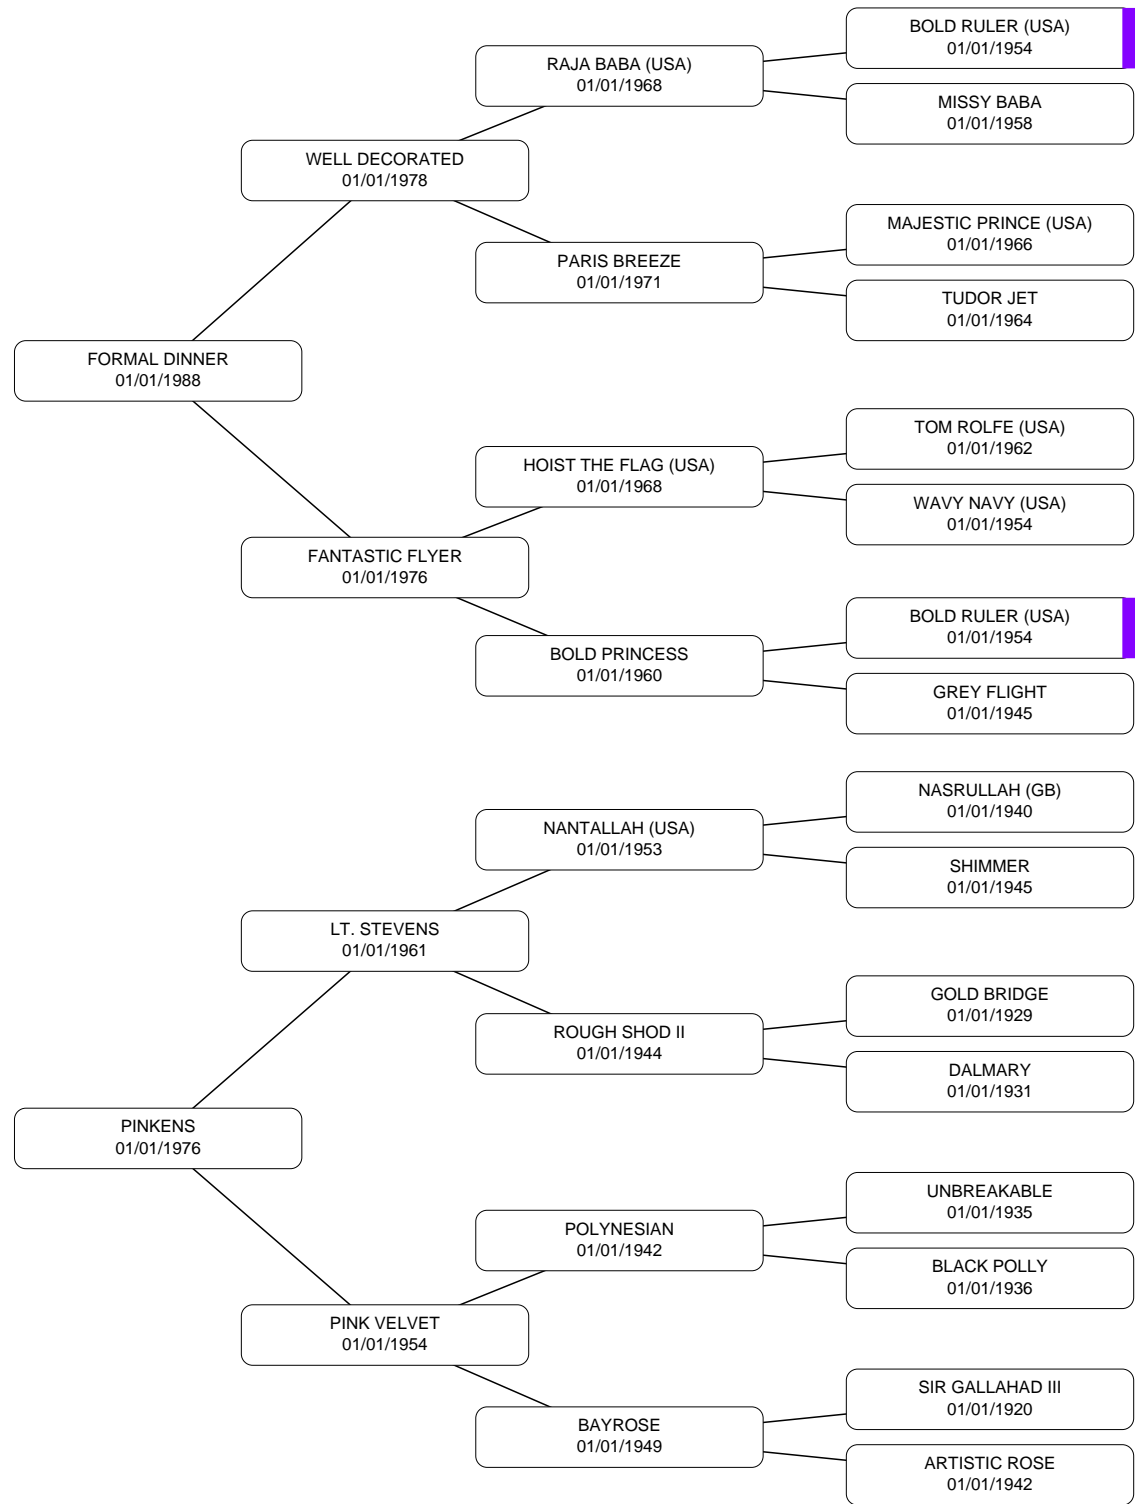 BOLD RULER (USA)
01/01/1954
RAJA BABA (USA)
01/01/1968
MISSY BABA
01/01/1958
WELL DECORATED
01/01/1978
MAJESTIC PRINCE (USA)
01/01/1966
PARIS BREEZE
01/01/1971
TUDOR JET
01/01/1964
FORMAL DINNER
01/01/1988
TOM ROLFE (USA)
01/01/1962
HOIST THE FLAG (USA)
01/01/1968
WAVY NAVY (USA)
01/01/1954
FANTASTIC FLYER
01/01/1976
BOLD RULER (USA)
01/01/1954
BOLD PRINCESS
01/01/1960
GREY FLIGHT
01/01/1945
NASRULLAH (GB)
01/01/1940
NANTALLAH (USA)
01/01/1953
SHIMMER
01/01/1945
LT. STEVENS
01/01/1961
GOLD BRIDGE
01/01/1929
ROUGH SHOD II
01/01/1944
DALMARY
01/01/1931
PINKENS
01/01/1976
UNBREAKABLE
01/01/1935
POLYNESIAN
01/01/1942
BLACK POLLY
01/01/1936
PINK VELVET
01/01/1954
SIR GALLAHAD III
01/01/1920
BAYROSE
01/01/1949
ARTISTIC ROSE
01/01/1942